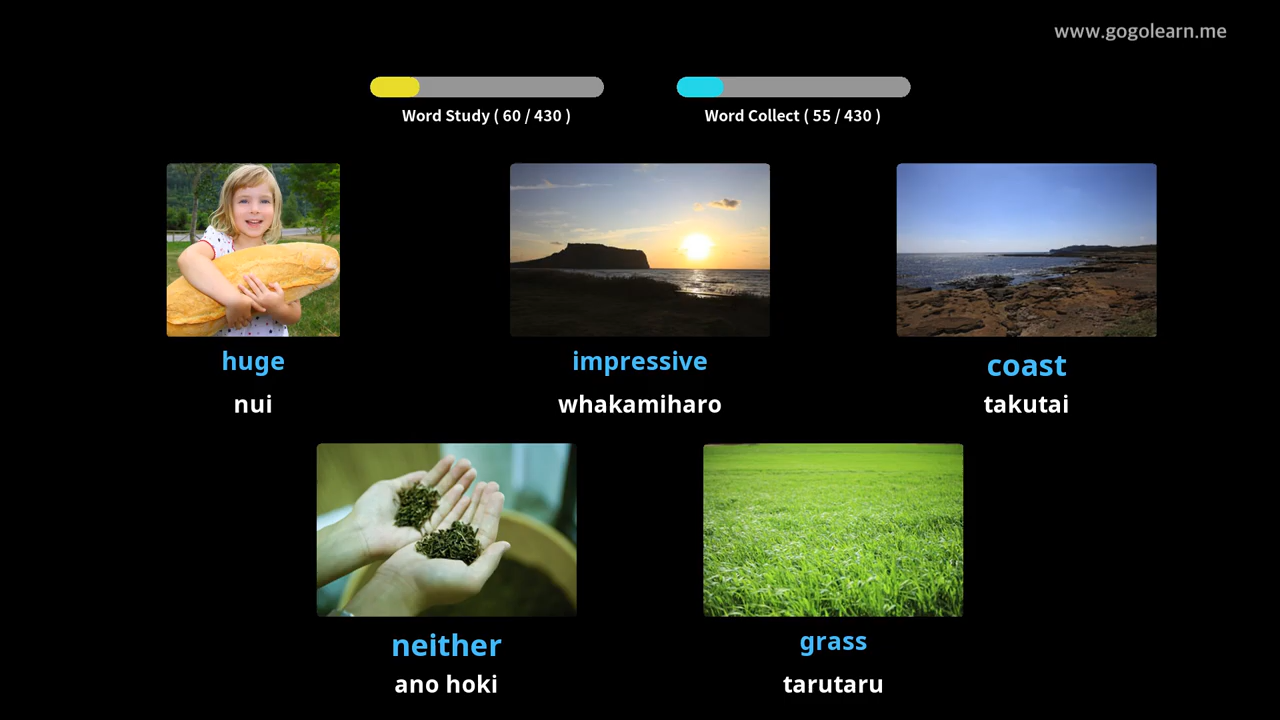 www.gogolearn.me
Word Study ( 60 / 430 )
Word Collect ( 55 / 430 )
huge
nui
impressive
whakamiharo
coast
takutai
neither
ano hoki
grass
tarutaru